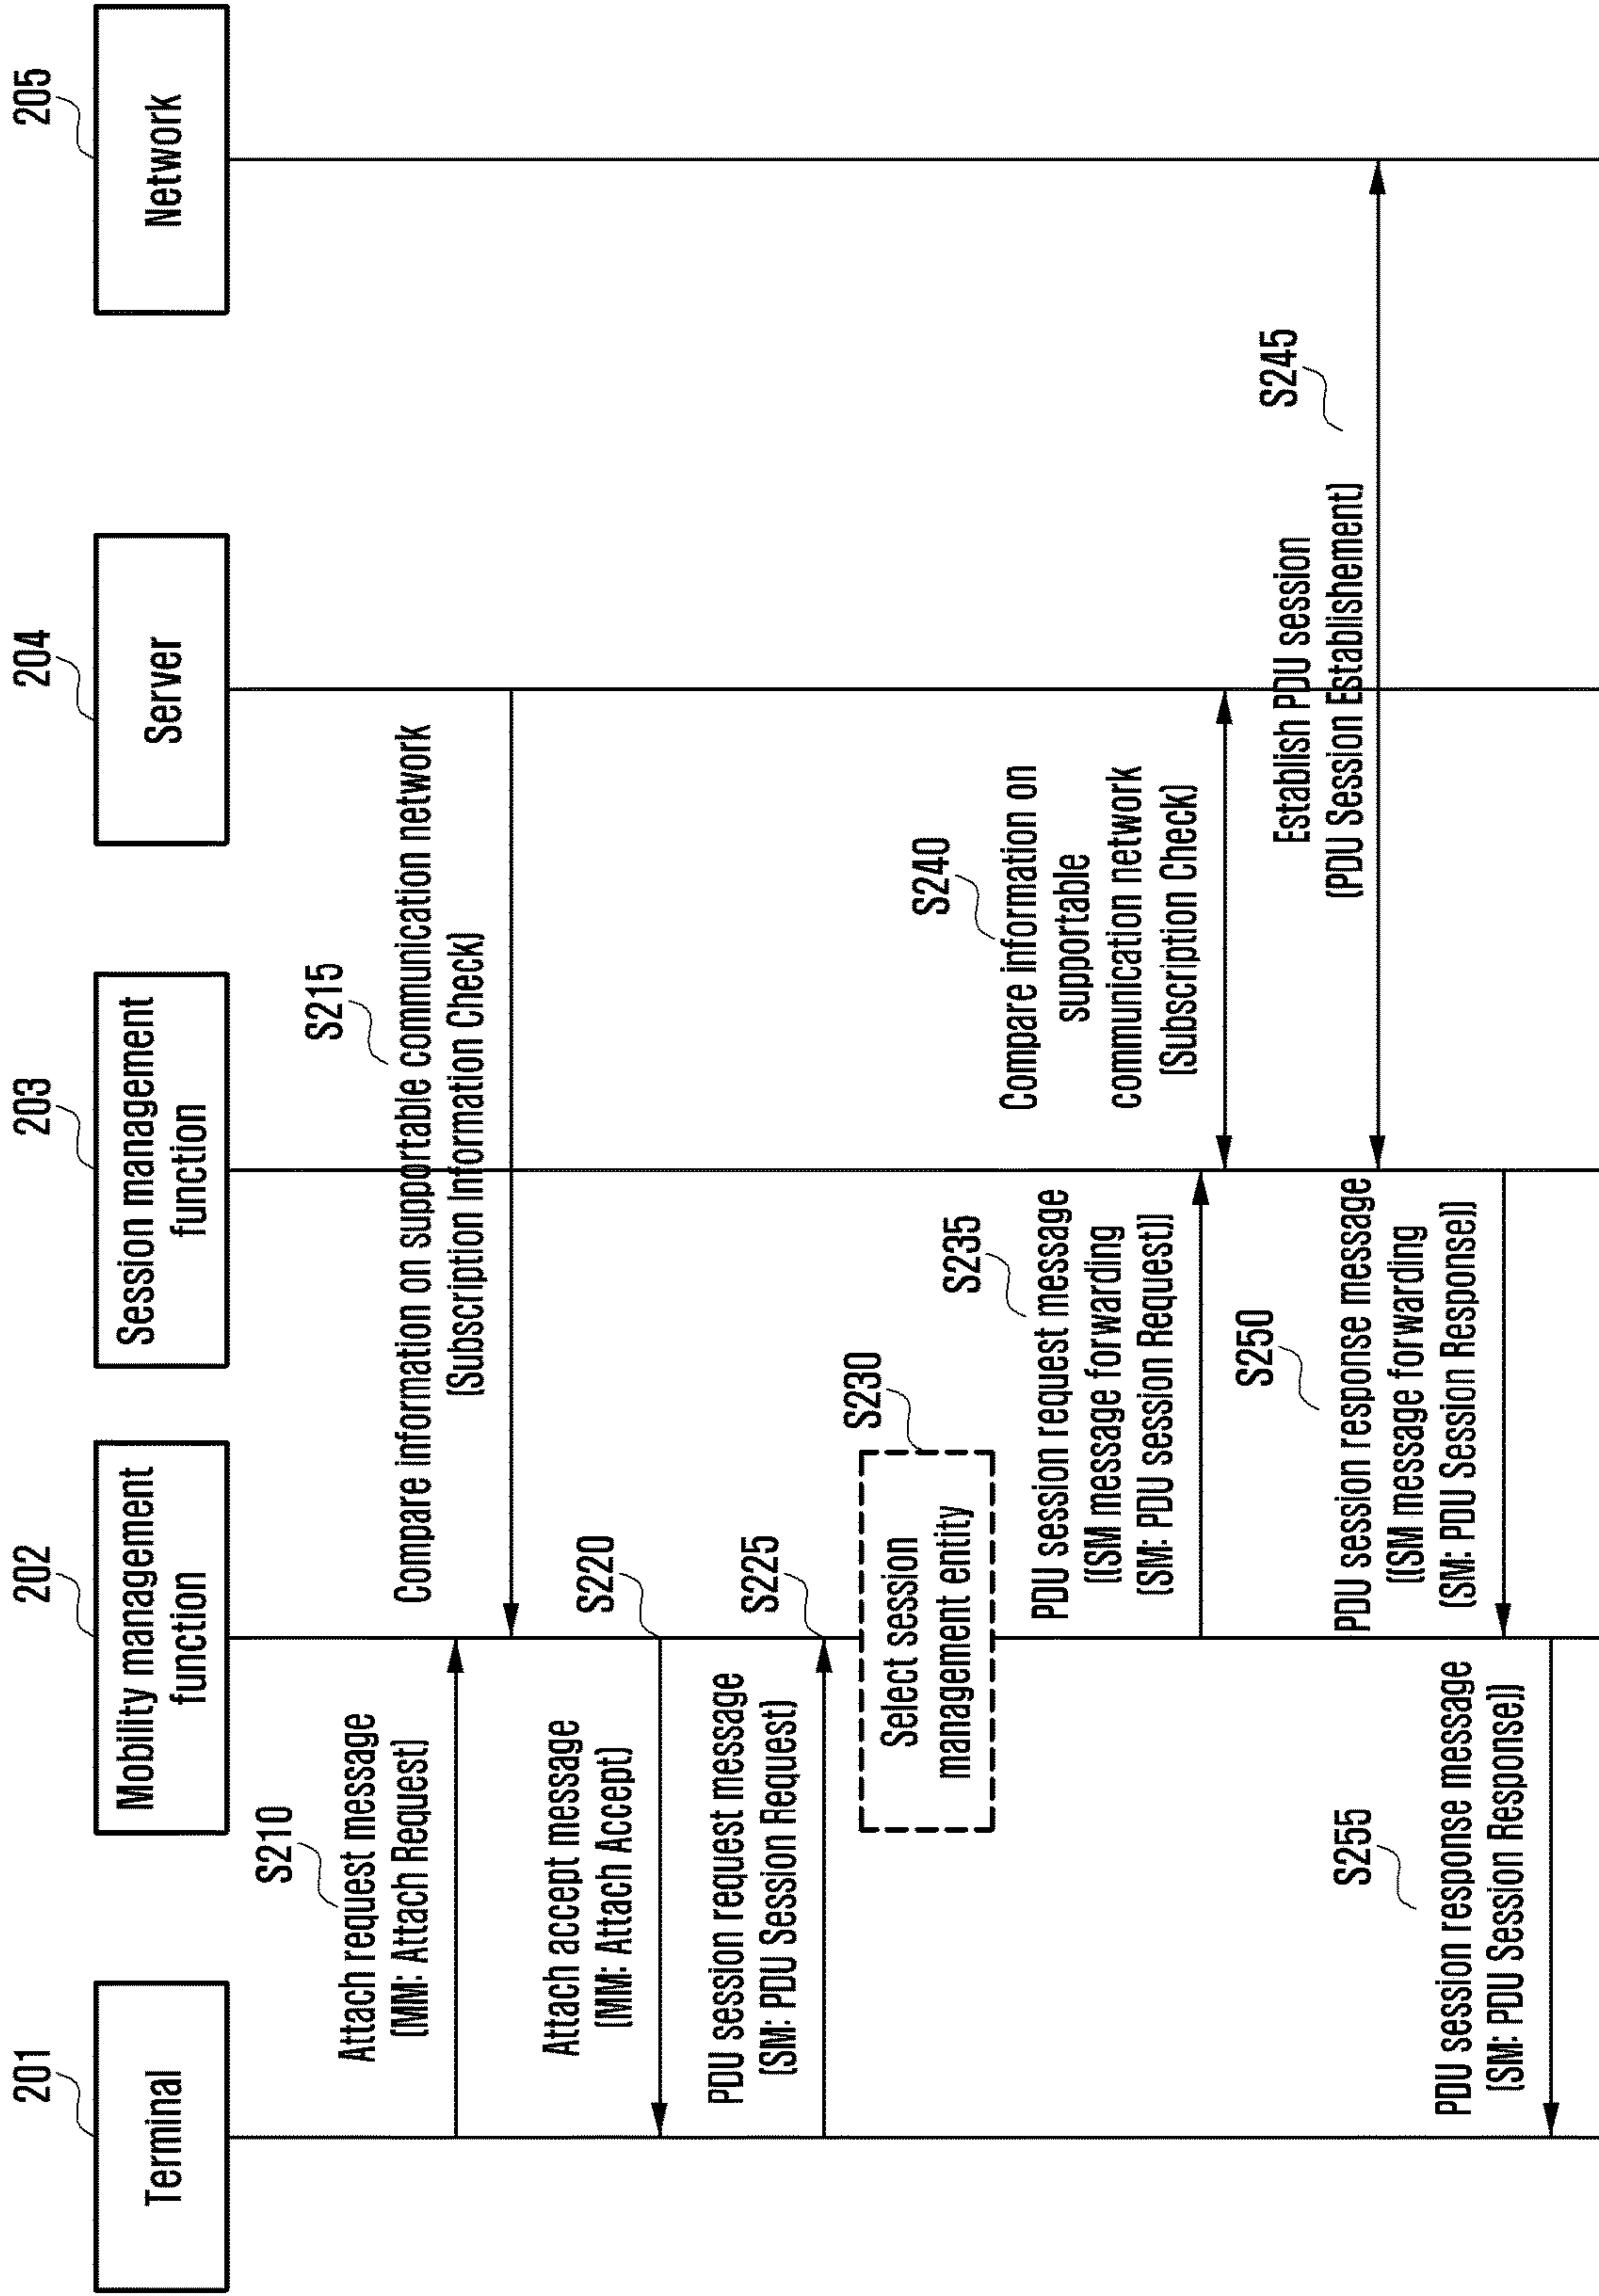 201
Terminal
202
Mobility management
function
203
Session management
function
204
Server
205
Network
S210
Attach request message
(MM: Attach Request)
S215
Compare information on supportable communication network
(Subscription Information Check)
S220
Attach accept message
(MM: Attach Accept)
S225
PDU session request message
(SM: PDU Session Request)
S230
Select session
management entity
S235
PDU session request message
((SM message forwarding
(SM: PDU session Request))
S240
Compare information on
supportable
communication network
(Subscription Check)
S245
Establish PDU session
(PDU Session Establishement)
S250
PDU session response message
((SM message forwarding
(SM: PDU Session Response))
S255
PDU session response message
(SM: PDU Session Response))